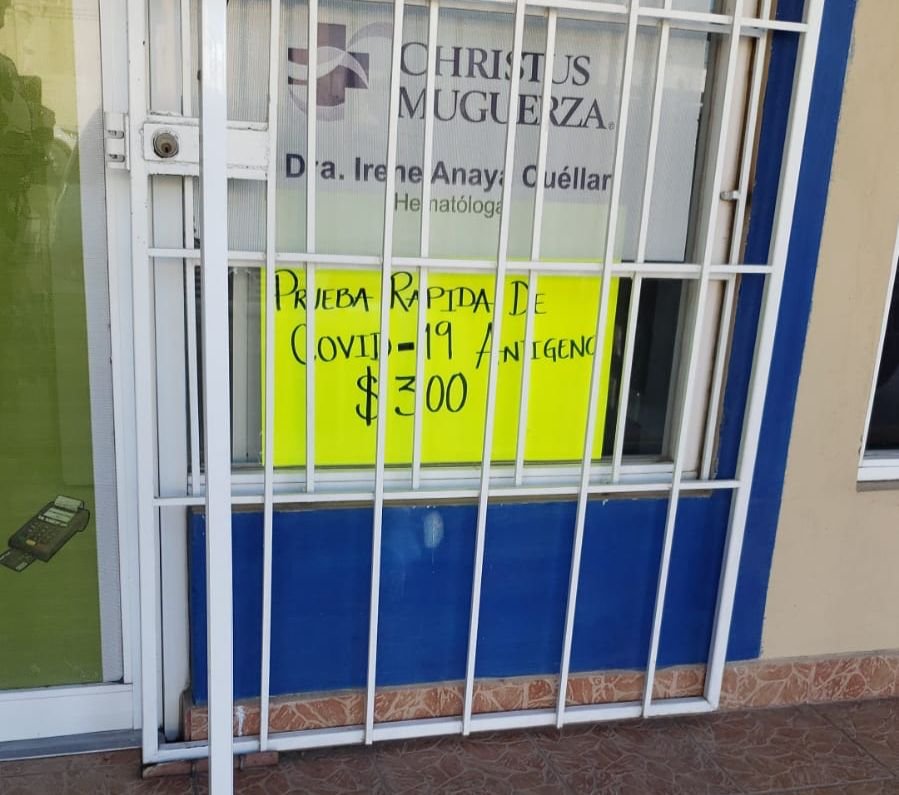 CHRISTUS
MUGUERZA®
Dra. Irene Anaya Cuéllar
Hematóloga
PRUEBA RAPIDA DE
COVID-19 ANTIGENO
$300